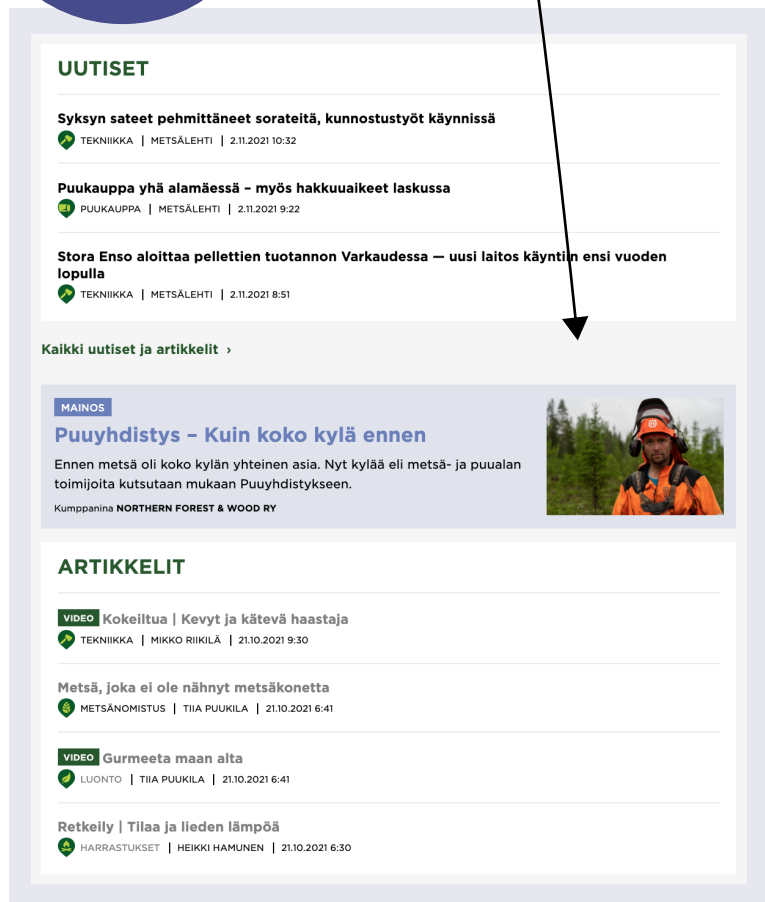 UUTISET
Syksyn sateet pehmittäneet sorateitä, kunnostustyöt käynnissä
TEKNIIKKA | METSÄLEHTI | 2.11.2021 10:32
Puukauppa yhä alamäessä – myös hakkuuaikeet laskussa
PUUKAUPPA | METSÄLEHTI | 2.11.2021 9:22
Stora Enso aloittaa pellettien tuotannon Varkaudessa — uusi laitos käyntiin ensi vuoden
lopulla
TEKNIIKKA | METSÄLEHTI | 2.11.2021 8:51
Kaikki uutiset ja artikkelit ›
MAINOS
Puuyhdistys – Kuin koko kylä ennen
Ennen metsä oli koko kylän yhteinen asia. Nyt kylää eli metsä- ja puualan
toimijoita kutsutaan mukaan Puuyhdistykseen.
Kumppanina NORTHERN FOREST & WOOD RY
ARTIKKELIT
VIDEO Kokeiltua | Kevyt ja kätevä haastaja
TEKNIIKKA | MIKKO RIIKILÄ | 21.10.2021 9:30
Metsä, joka ei ole nähnyt metsäkonetta
METSÄNOMISTUS | TIIA PUUKILA | 21.10.2021 6:41
VIDEO Gurmeeta maan alta
LUONTO | TIIA PUUKILA | 21.10.2021 6:41
Retkeily | Tilaa ja lieden lämpöä
HARRASTUKSET | HEIKKI HAMUNEN | 21.10.2021 6:30